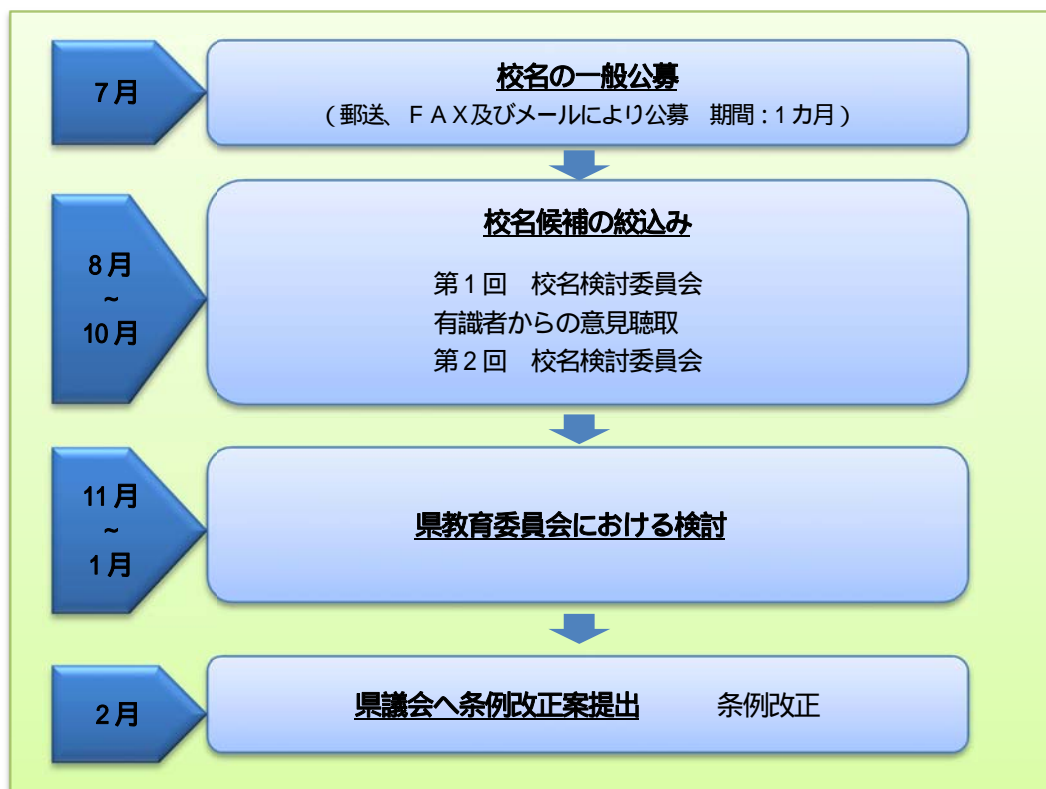 7月
校名の一般公募
(郵送、FAX及びメールにより公募　期間：1カ月)
8月
~
10月
校名候補の絞込み
第1回　校名検討委員会
有識者からの意見聴取
第2回　校名検討委員会
11月
~
1月
県教育委員会における検討
2月
県議会へ条例改正案提出　　条例改正